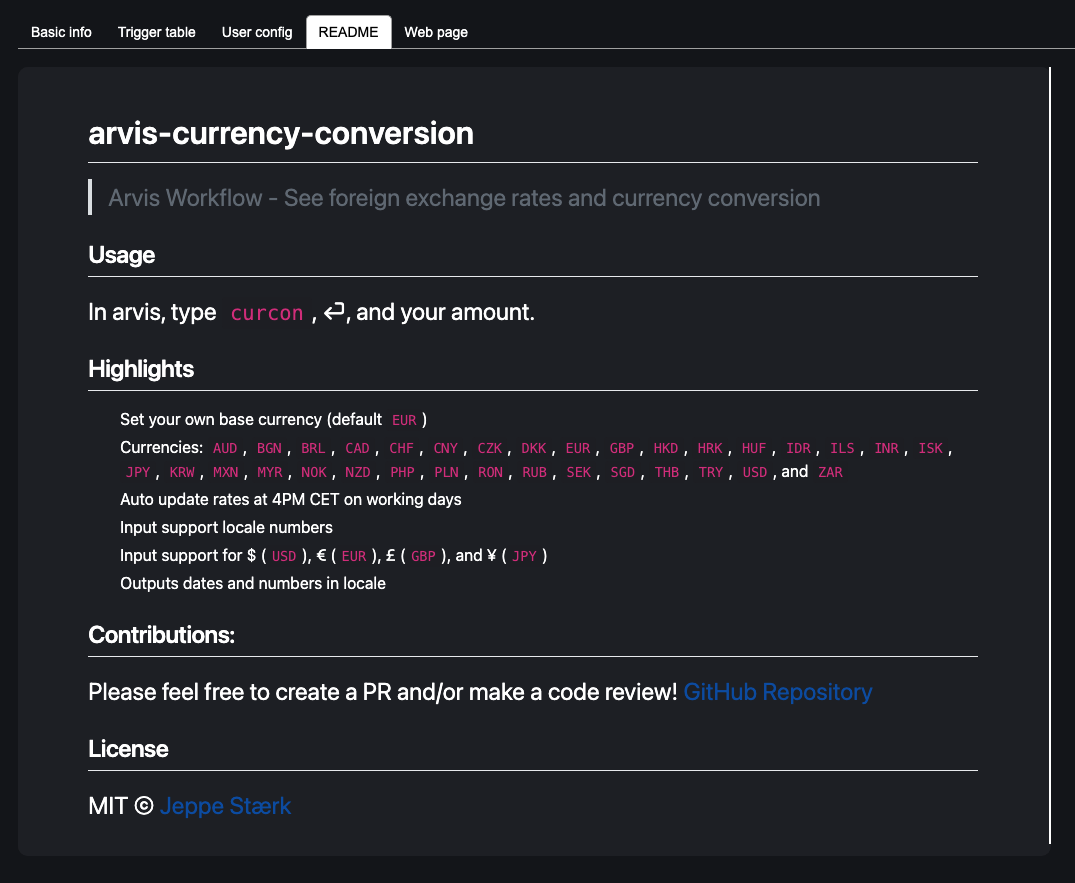 Basic info Trigger table User config README Web page
arvis-currency-conversion
Arvis Workflow - See foreign exchange rates and currency conversion
Usage
In arvis, type curcon , ⏎, and your amount.
Highlights
Set your own base currency (default EUR )
Currencies: AUD , BGN , BRL , CAD , CHF , CNY , CZK , DKK , EUR , GBP , HKD , HRK , HUF , IDR , ILS , INR , ISK ,
JPY , KRW , MXN , MYR , NOK , NZD , PHP , PLN , RON , RUB , SEK , SGD , THB , TRY , USD , and ZAR
Auto update rates at 4PM CET on working days
Input support locale numbers
Input support for $ ( USD ), € ( EUR ), £ ( GBP ), and ¥ ( JPY )
Outputs dates and numbers in locale
Contributions:
Please feel free to create a PR and/or make a code review! GitHub Repository
License
MIT © Jeppe Stærk